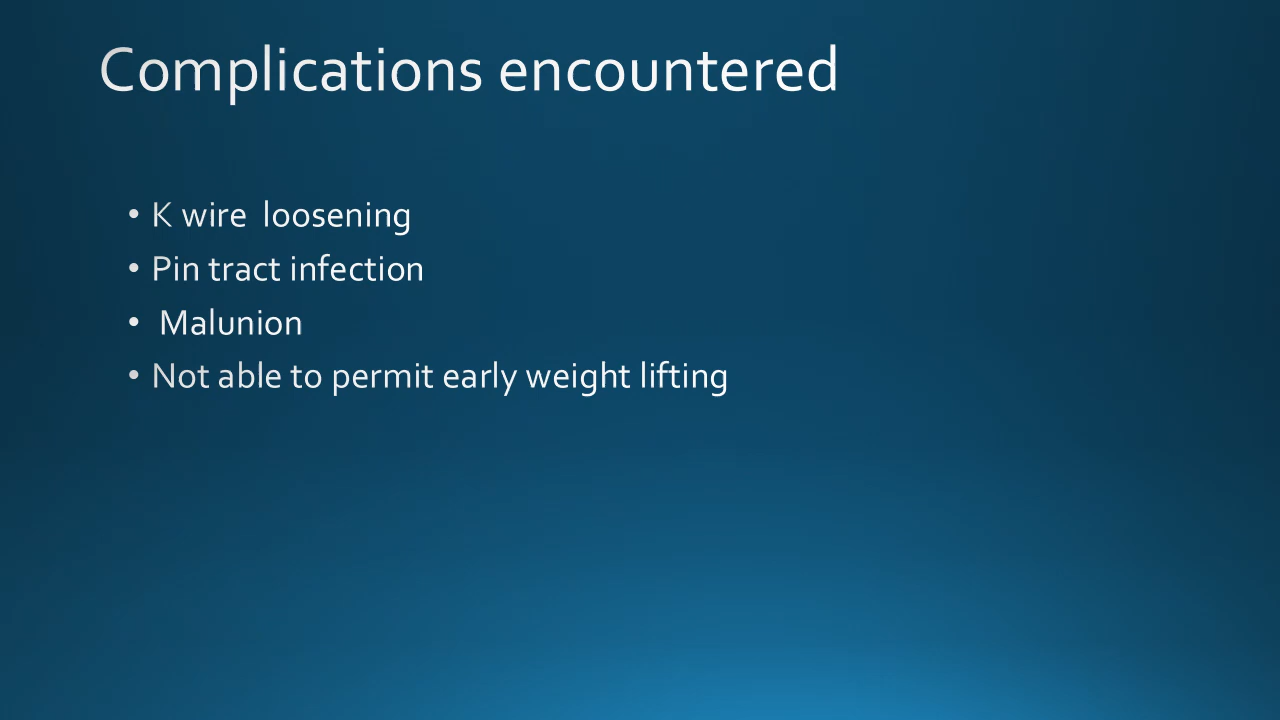 Complications encountered
• K wire  loosening
• Pin tract infection
•  Malunion
• Not able to permit early weight lifting